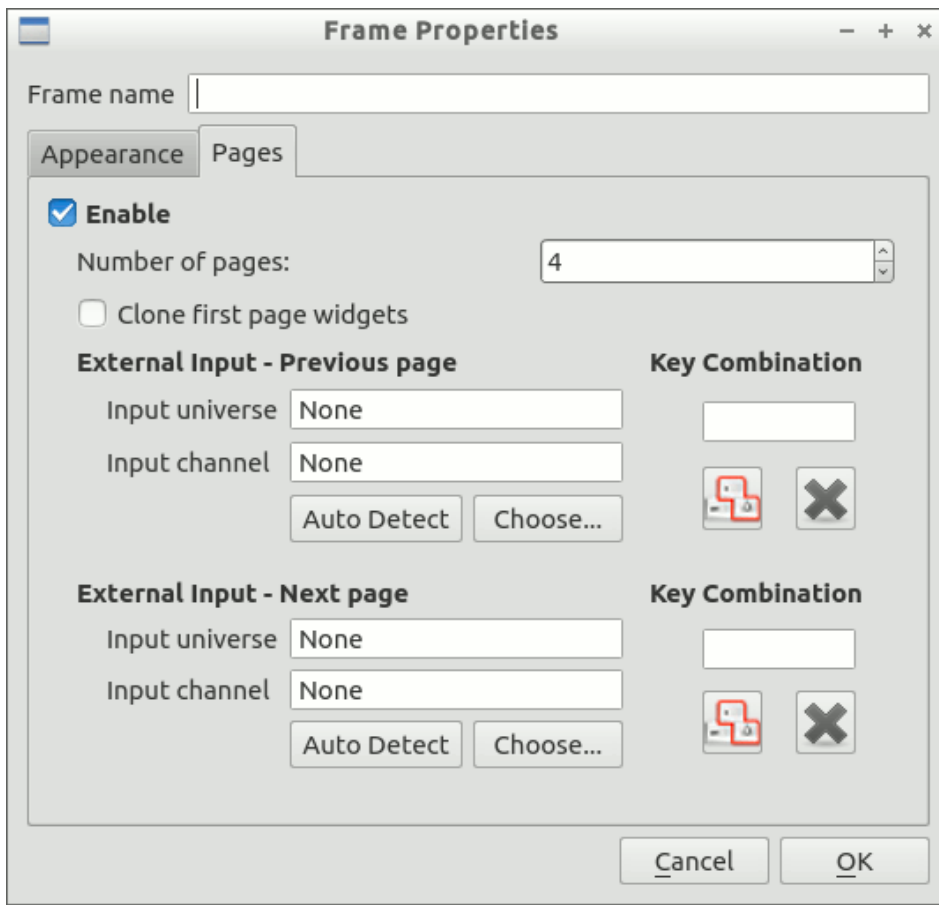 Frame Properties
Frame name
Appearance Pages
Enable
Number of pages: 4
Clone first page widgets
External Input - Previous page Key Combination
Input universe None
Input channel None
Auto Detect Choose...
External Input - Next page Key Combination
Input universe None
Input channel None
Auto Detect Choose...
Cancel OK